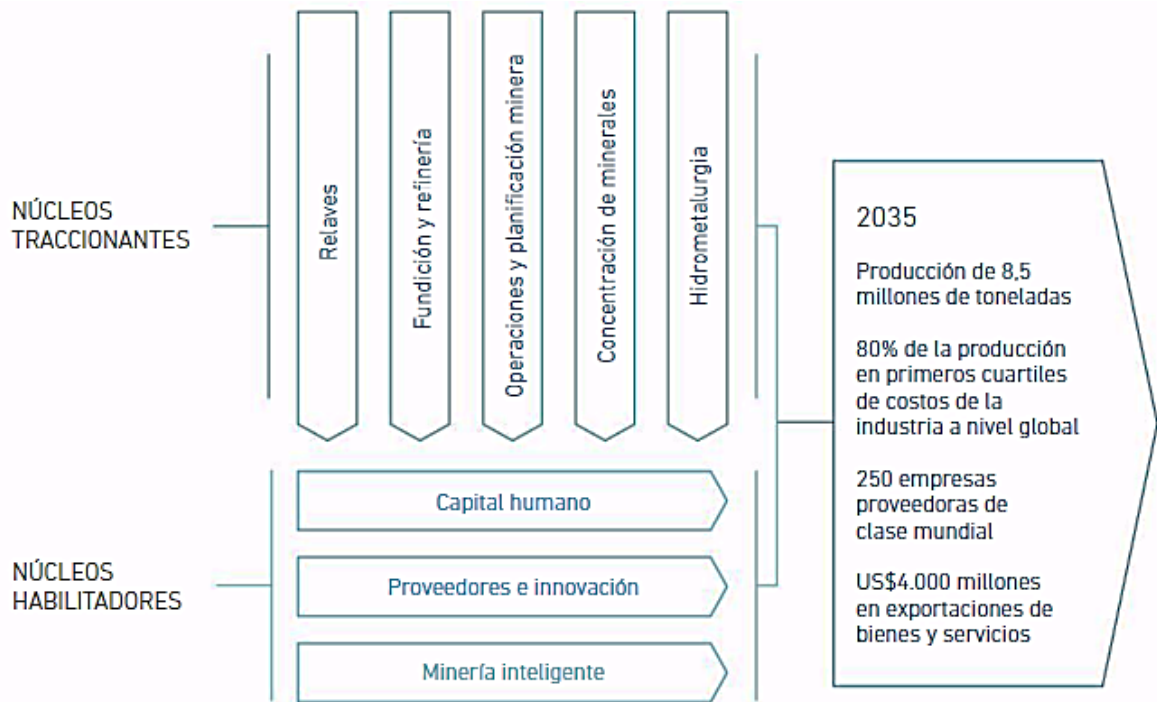 NÚCLEOS
TRACCIONANTES
Relaves
Fundición y refinería
Operaciones y planificación minera
Concentración de minerales
Hidrometalurgia
NÚCLEOS
HABILITADORES
Capital humano
Proveedores e innovación
Minería inteligente
2035
Producción de 8,5
millones de toneladas
80% de la producción
en primeros cuartiles
de costos de la
industria a nivel global
250 empresas
proveedoras de
clase mundial
US$4.000 millones
en exportaciones de
bienes y servicios